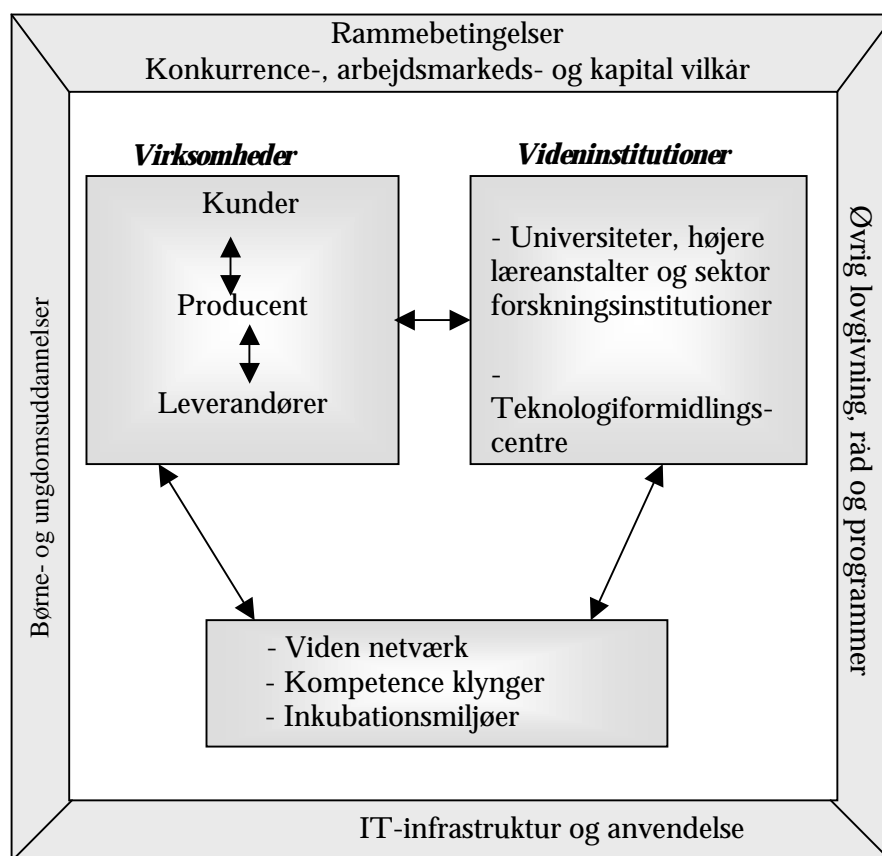 Rammebetingelser
Konkurrence-, arbejdsmarkeds- og kapital vilkår
Børne- og ungdomsuddannelser
Virksomheder
Kunder
Producent
Leverandører
Videninstitutioner
- Universiteter, højere
læreanstalter og sektor
forskningsinstitutioner
-
Teknologiformidlings-
centre
Øvrig lovgivning, råd og programmer
- Viden netværk
- Kompetence klynger
- Inkubationsmiljøer
IT-infrastruktur og anvendelse